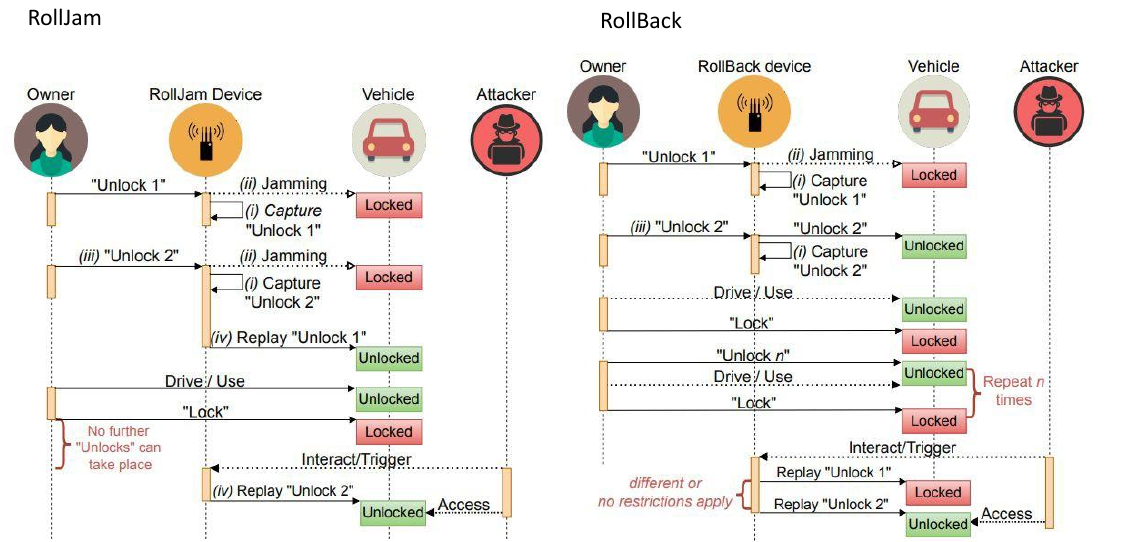 RollJam
Owner
RollJam Device
Vehicle
Attacker
"Unlock 1"
(ii) Jamming
Locked
(i) Capture
"Unlock 1"
(iii) "Unlock 2"
(ii) Jamming
Locked
(i) Capture
"Unlock 2"
(iv) Replay "Unlock 1"
Unlocked
Drive / Use
Unlocked
"Lock"
Locked
No further
"Unlocks" can
take place
Interact/Trigger
(iv) Replay "Unlock 2"
Unlocked
Access
RollBack
Owner
RollBack device
Vehicle
Attacker
"Unlock 1"
(ii) Jamming
Locked
(i) Capture
"Unlock 1"
(iii) "Unlock 2"
"Unlock 2"
Unlocked
(i) Capture
"Unlock 2"
Drive / Use
Unlocked
"Lock"
Locked
"Unlock n"
Unlocked
Drive / Use
Repeat n
times
"Lock"
Locked
Interact/Trigger
different or
no restrictions apply
Replay "Unlock 1"
Locked
Replay "Unlock 2"
Unlocked
Access